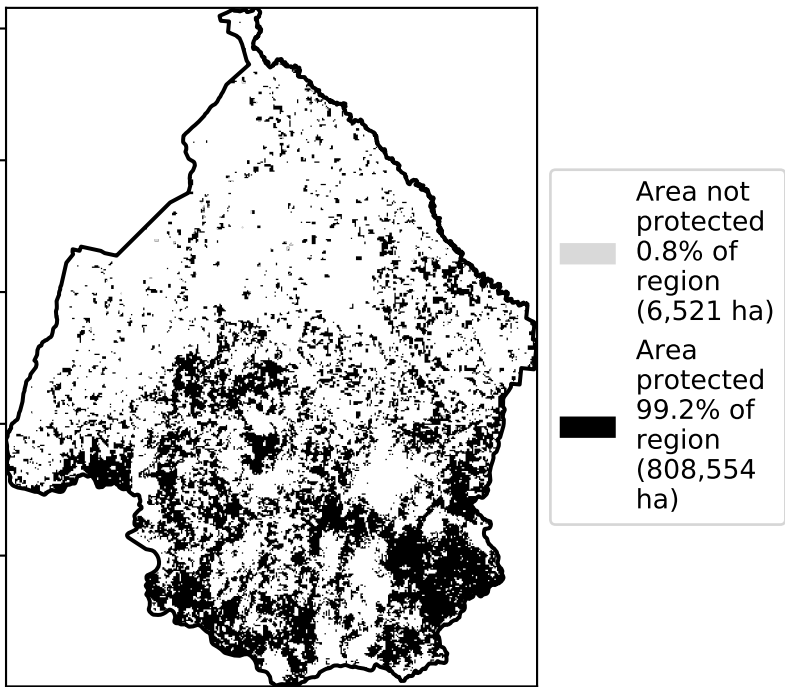 Area not
protected
0.8% of
region
(6,521 ha)
Area
protected
99.2% of
region
(808,554
ha)